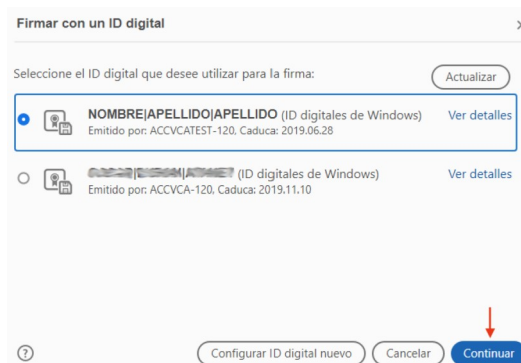 Firmar con un ID digital
Seleccione el ID digital que desee utilizar para la firma:
Actualizar
NOMBRE|APELLIDO|APELLIDO (ID digitales de Windows)
Ver detalles
Emitido por: ACCVCATEST-120, Caduca: 2019.06.28
(ID digitales de Windows)
Ver detalles
Emitido por: ACCVCA-120, Caduca: 2019.11.10
?
Configurar ID digital nuevo
Cancelar
Continuar